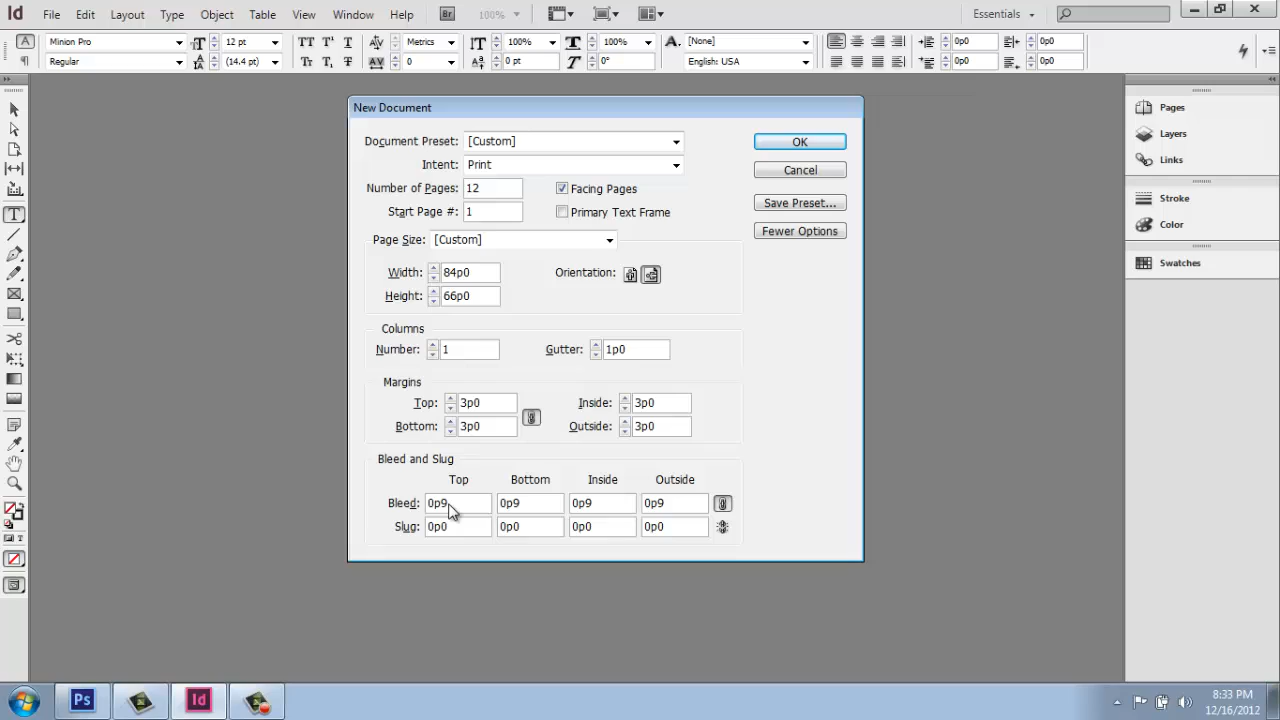 Id File Edit Layout Type Object Table View Window Help Br 100% Essentials
A Minion Pro 12 pt Metrics 100% 100% [None] 0p0 0p0
Regular (14.4 pt) 0 0 pt 0° English: USA 0p0 0p0
New Document
Document Preset: [Custom] OK
Intent: Print Cancel
Number of Pages: 12 Facing Pages
Start Page #: 1 Primary Text Frame Save Preset...
Page Size: [Custom] Fewer Options
Width: 84p0 Orientation:
Height: 66p0
Columns
Number: 1 Gutter: 1p0
Margins
Top: 3p0 Inside: 3p0
Bottom: 3p0 Outside: 3p0
Bleed and Slug
Top Bottom Inside Outside
Bleed: 0p9 0p9 0p9 0p9
Slug: 0p0 0p0 0p0 0p0
Pages
Layers
Links
Stroke
Color
Swatches
Ps Id 8:33 PM
12/16/2012